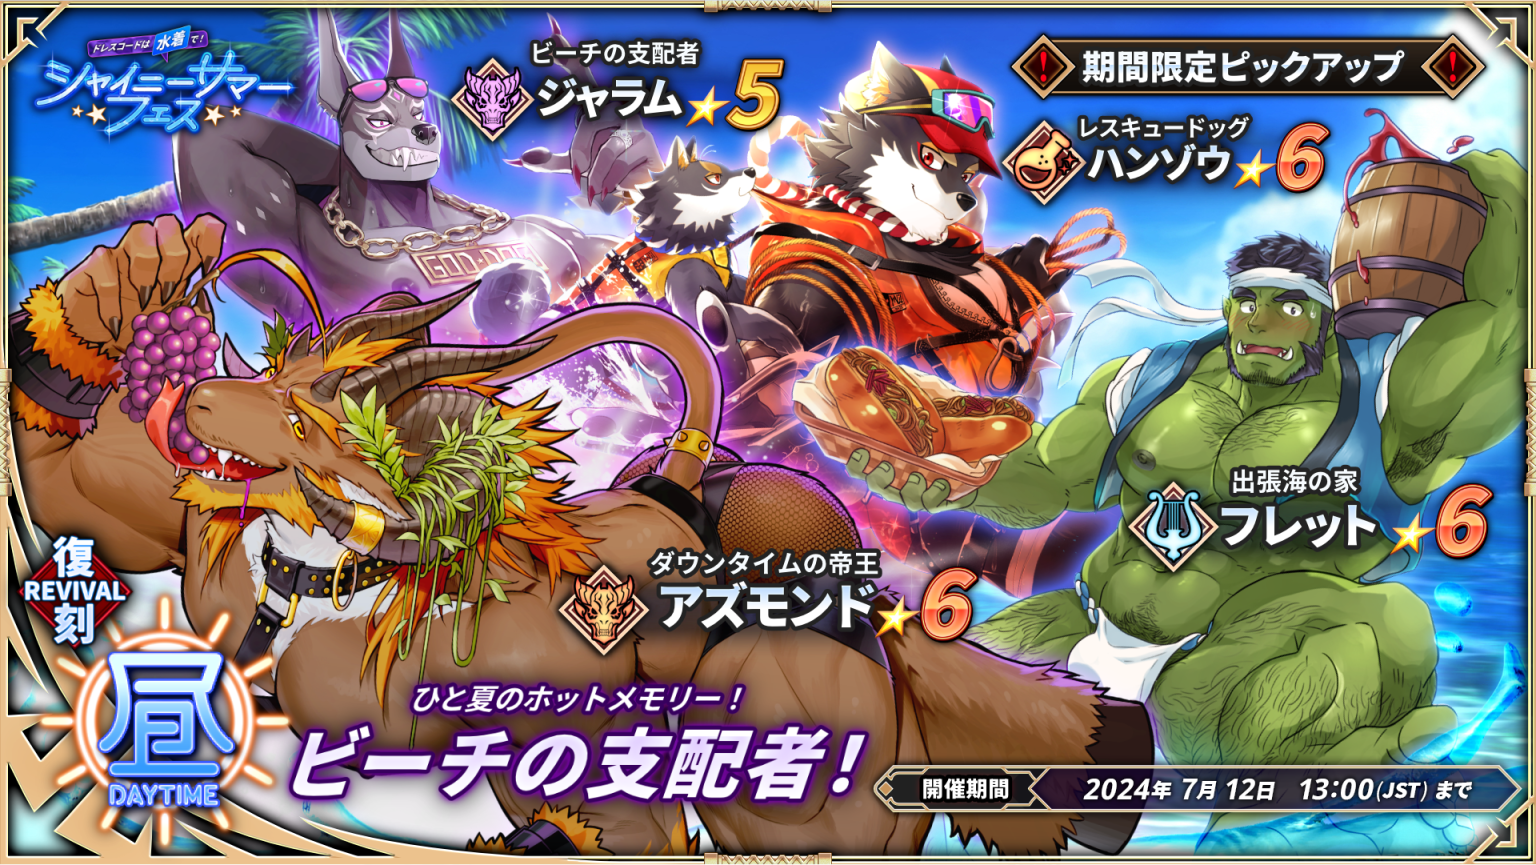 ドレスコードは水着で!
シャイニーサマー
フェス
ビーチの支配者
ジャラム
5
期間限定ピックアップ
レスキュードッグ
ハンゾウ
6
GOD-DOG
出張海の家
フレット
6
ダウンタイムの帝王
アズモンド
6
復
REVIVAL
刻
昼
DAYTIME
ひと夏のホットメモリー!
ビーチの支配者!
開催期間
2024年 7月 12日 13:00(JST)まで